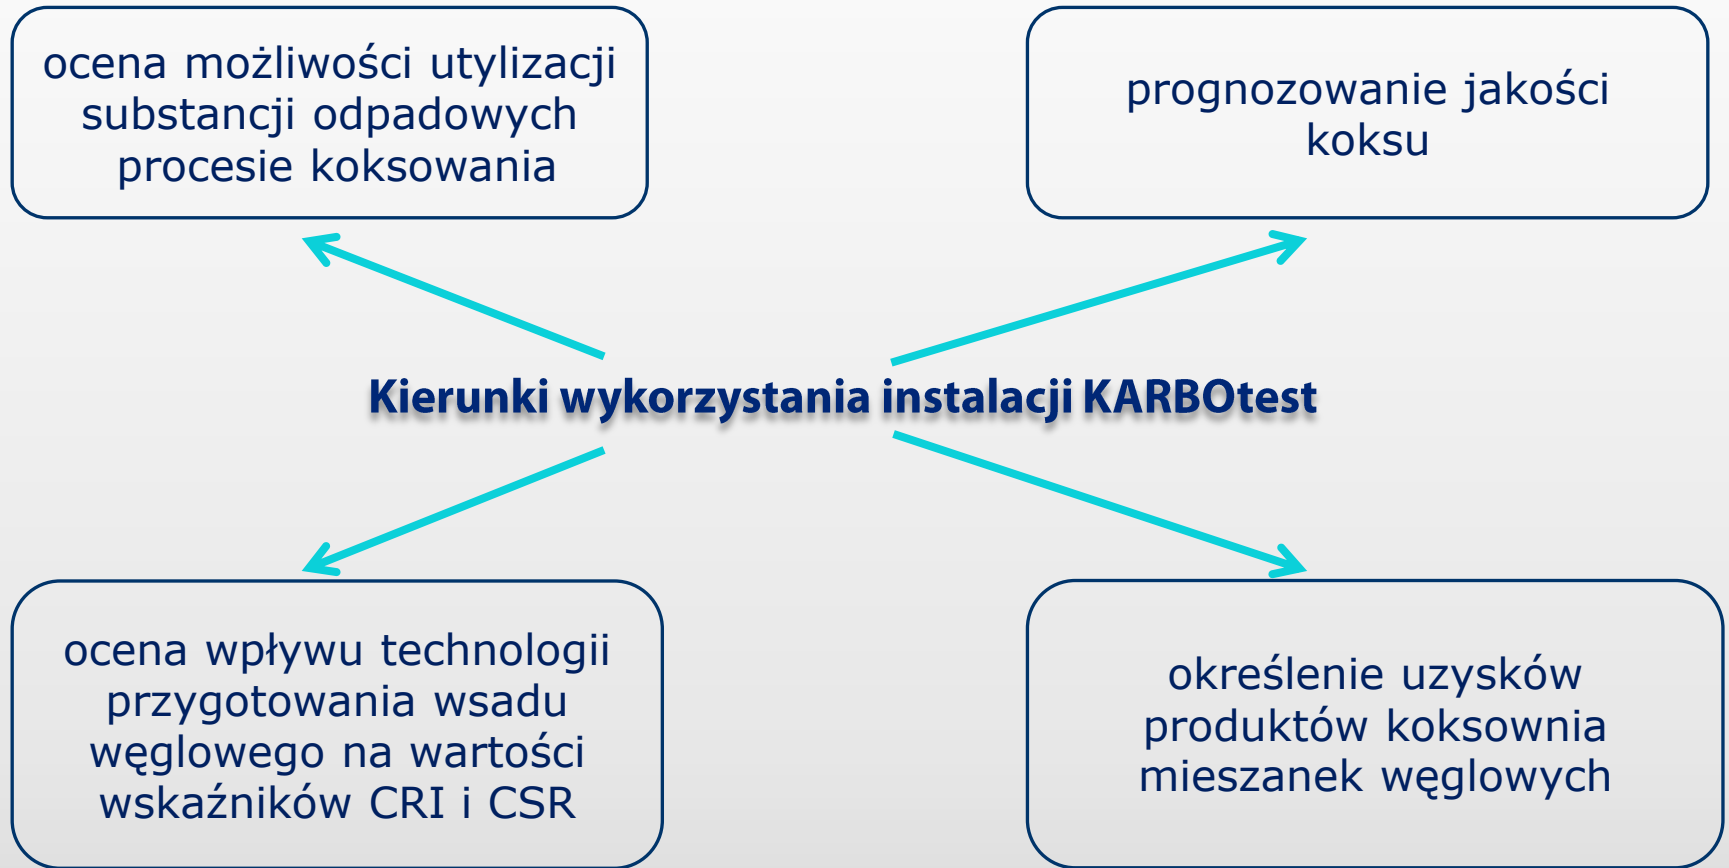 ocena możliwości utylizacji
substancji odpadowych
procesie koksowania
prognozowanie jakości
koksu
Kierunki wykorzystania instalacji KARBOtest
ocena wpływu technologii
przygotowania wsadu
węglowego na wartości
wskaźników CRI i CSR
określenie uzysków
produktów koksownia
mieszanek węglowych